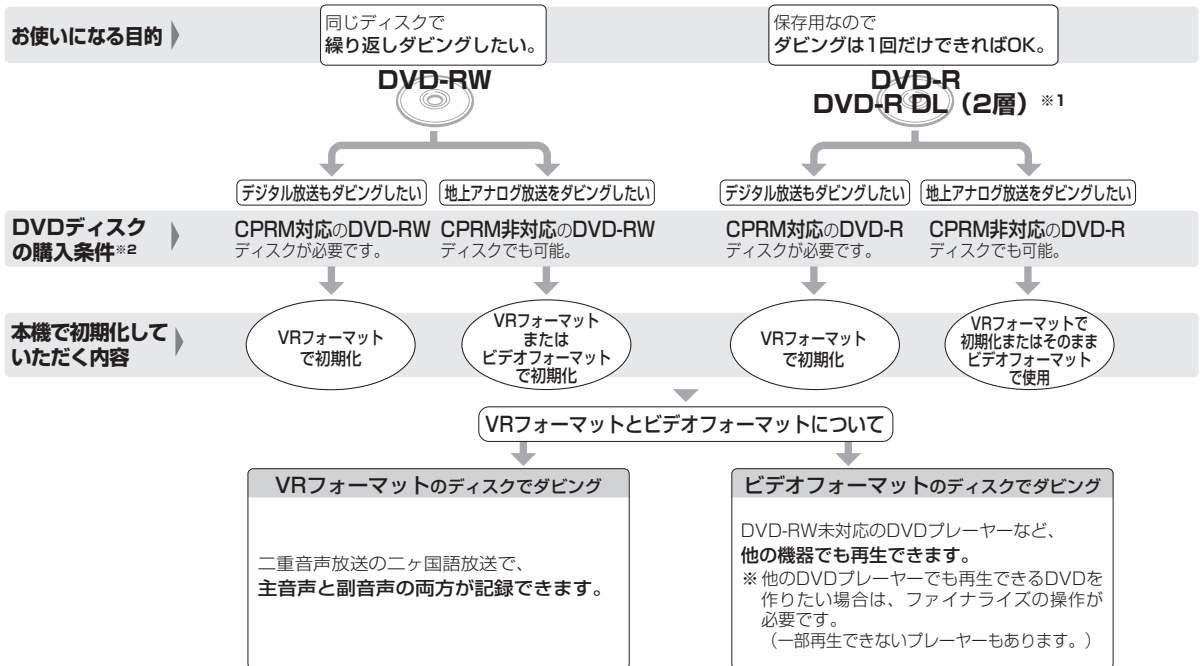 お使いになる目的
同じディスクで
繰り返しダビングしたい。
保存用なので
ダビングは1回だけできればOK。
DVD-RW
DVD-R
DVD-R DL（2層）※1
デジタル放送もダビングしたい
地上アナログ放送をダビングしたい
デジタル放送もダビングしたい
地上アナログ放送をダビングしたい
DVDディスク
の購入条件※2
CPRM対応のDVD-RW
ディスクが必要です。
CPRM非対応のDVD-RW
ディスクでも可能。
CPRM対応のDVD-R
ディスクが必要です。
CPRM非対応のDVD-R
ディスクでも可能。
本機で初期化して
いただく内容
VRフォーマット
で初期化
VRフォーマット
または
ビデオフォーマット
で初期化
VRフォーマット
で初期化
VRフォーマットで
初期化またはそのまま
ビデオフォーマット
で使用
VRフォーマットとビデオフォーマットについて
VRフォーマットのディスクでダビング
二重音声放送の二ヶ国語放送で、
主音声と副音声の両方が記録できます。
ビデオフォーマットのディスクでダビング
DVD-RW未対応のDVDプレーヤーなど、
他の機器でも再生できます。
※ 他のDVDプレーヤーでも再生できるDVDを
作りたい場合は、ファイナライズの操作が
必要です。
（一部再生できないプレーヤーもあります。）